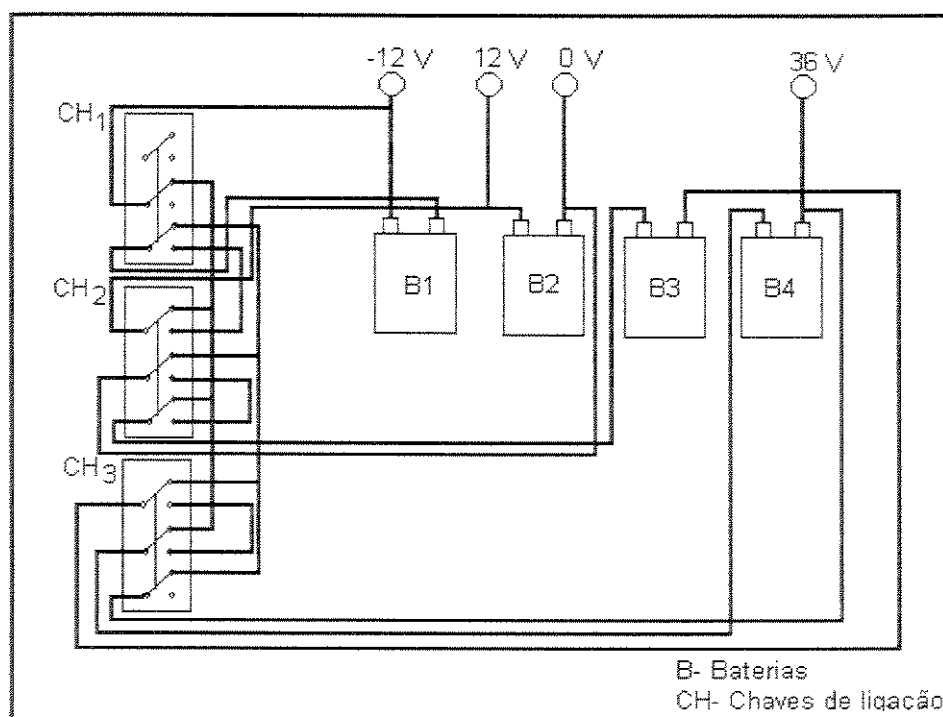 -12 V 12 V 0 V 36 V
CH1
CH2
CH3
B1 B2 B3 B4
B- Baterias
CH- Chaves de ligação